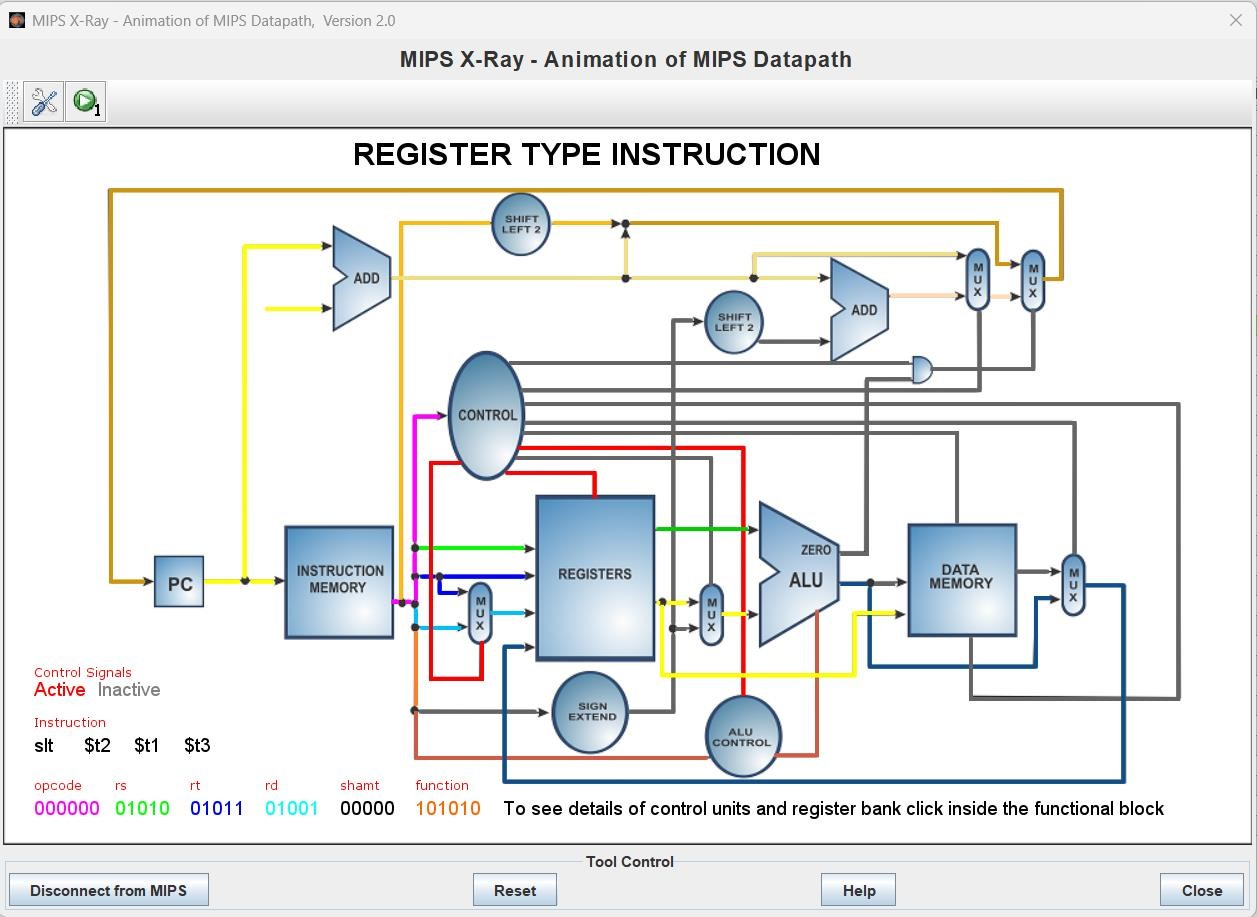 MIPS X-Ray - Animation of MIPS Datapath, Version 2.0
MIPS X-Ray - Animation of MIPS Datapath
1
REGISTER TYPE INSTRUCTION
SHIFT
LEFT 2
ADD
MUX
MUX
SHIFT
LEFT 2
ADD
CONTROL
PC
INSTRUCTION
MEMORY
MUX
REGISTERS
MUX
ZERO
ALU
DATA
MEMORY
MUX
SIGN
EXTEND
ALU
CONTROL
Control Signals
Active Inactive
Instruction
slt $t2 $t1 $t3
opcode rs rt rd shamt function
000000 01010 01011 01001 00000 101010 To see details of control units and register bank click inside the functional block
Tool Control
Disconnect from MIPS Reset Help Close